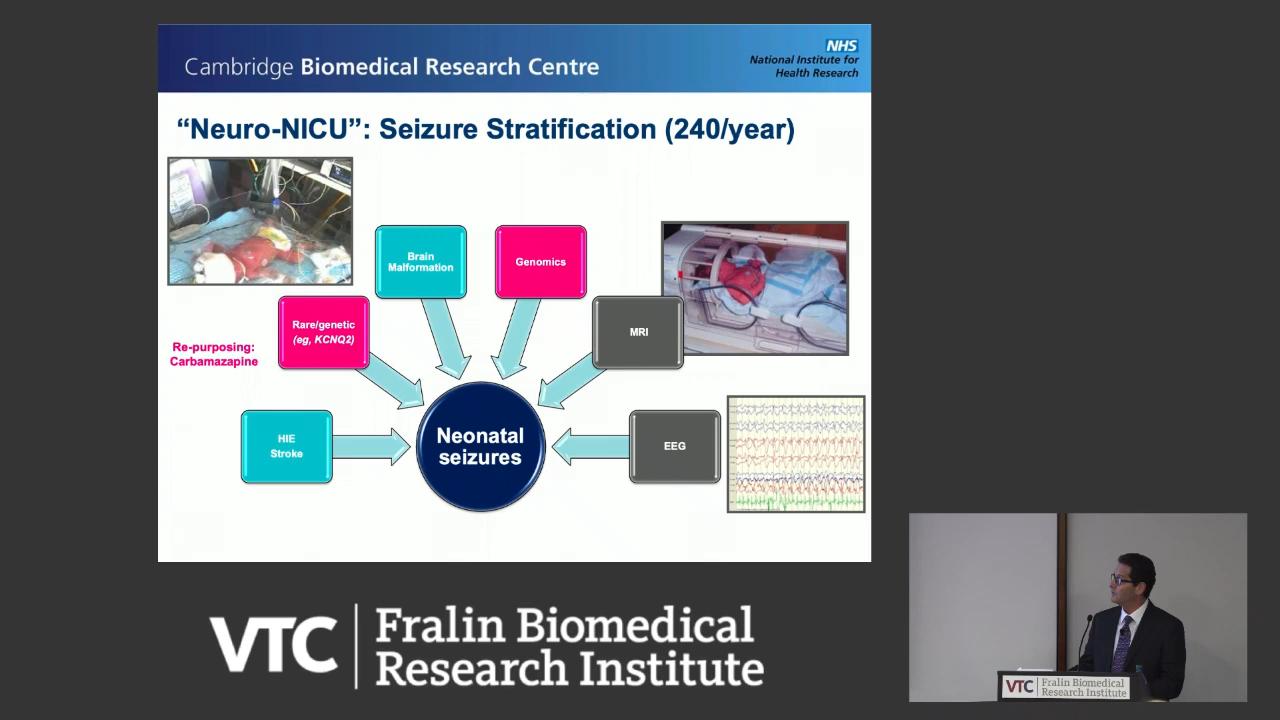 Cambridge Biomedical Research Centre
NHS
National Institute for
Health Research
“Neuro-NICU”: Seizure Stratification (240/year)
Brain
Malformation
Genomics
Rare/genetic
(eg, KCNQ2)
MRI
Re-purposing:
Carbamazapine
HIE
Stroke
Neonatal
seizures
EEG
VTC
Fralin Biomedical
Research Institute
VTC
Fralin Biomedical
Research Institute